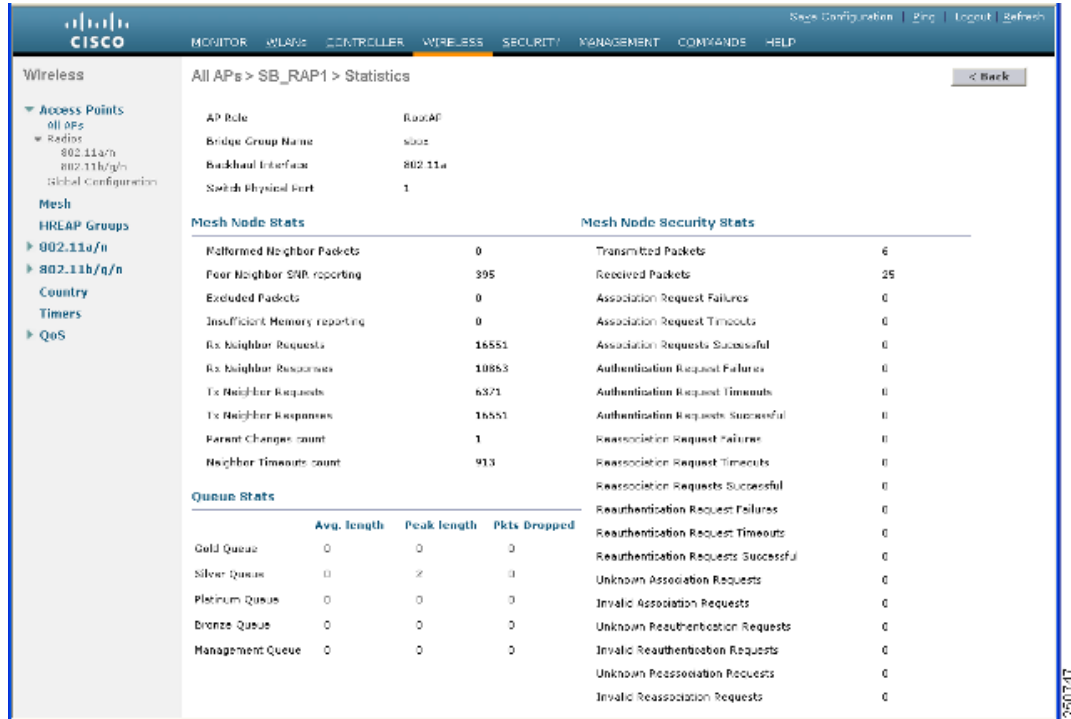 Save Configuration | Ping | Logout | Refresh
CISCO
MONITOR WLANs CONTROLLER WIRELESS SECURITY MANAGEMENT COMMANDS HELP
Wireless
Access Points
All APs
Radios
802.11a/n
802.11b/g/n
Global Configuration
Mesh
HREAP Groups
802.11a/n
802.11b/g/n
Country
Timers
QoS
All APs > SB_RAP1 > Statistics
< Back
AP Role RootAP
Bridge Group Name sbox
Backhaul Interface 802.11a
Switch Physical Port 1
Mesh Node Stats
Malformed Neighbor Packets 0
Poor Neighbor SNR reporting 395
Excluded Packets 0
Insufficient Memory reporting 0
Rx Neighbor Requests 16551
Rx Neighbor Responses 10863
Tx Neighbor Requests 6371
Tx Neighbor Responses 16551
Parent Changes count 1
Neighbor Timeouts count 913
Queue Stats
Avg. length Peak length Pkts Dropped
Gold Queue 0 0 0
Silver Queue 0 2 0
Platinum Queue 0 0 0
Bronze Queue 0 0 0
Management Queue 0 0 0
Mesh Node Security Stats
Transmitted Packets 6
Received Packets 25
Association Request Failures 0
Association Request Timeouts 0
Association Requests Successful 0
Authentication Request Failures 0
Authentication Request Timeouts 0
Authentication Requests Successful 0
Reassociation Request Failures 0
Reassociation Request Timeouts 0
Reassociation Requests Successful 0
Reauthentication Request Failures 0
Reauthentication Request Timeouts 0
Reauthentication Requests Successful 0
Unknown Association Requests 0
Invalid Association Requests 0
Unknown Reauthentication Requests 0
Invalid Reauthentication Requests 0
Unknown Reassociation Requests 0
Invalid Reassociation Requests 0
250747